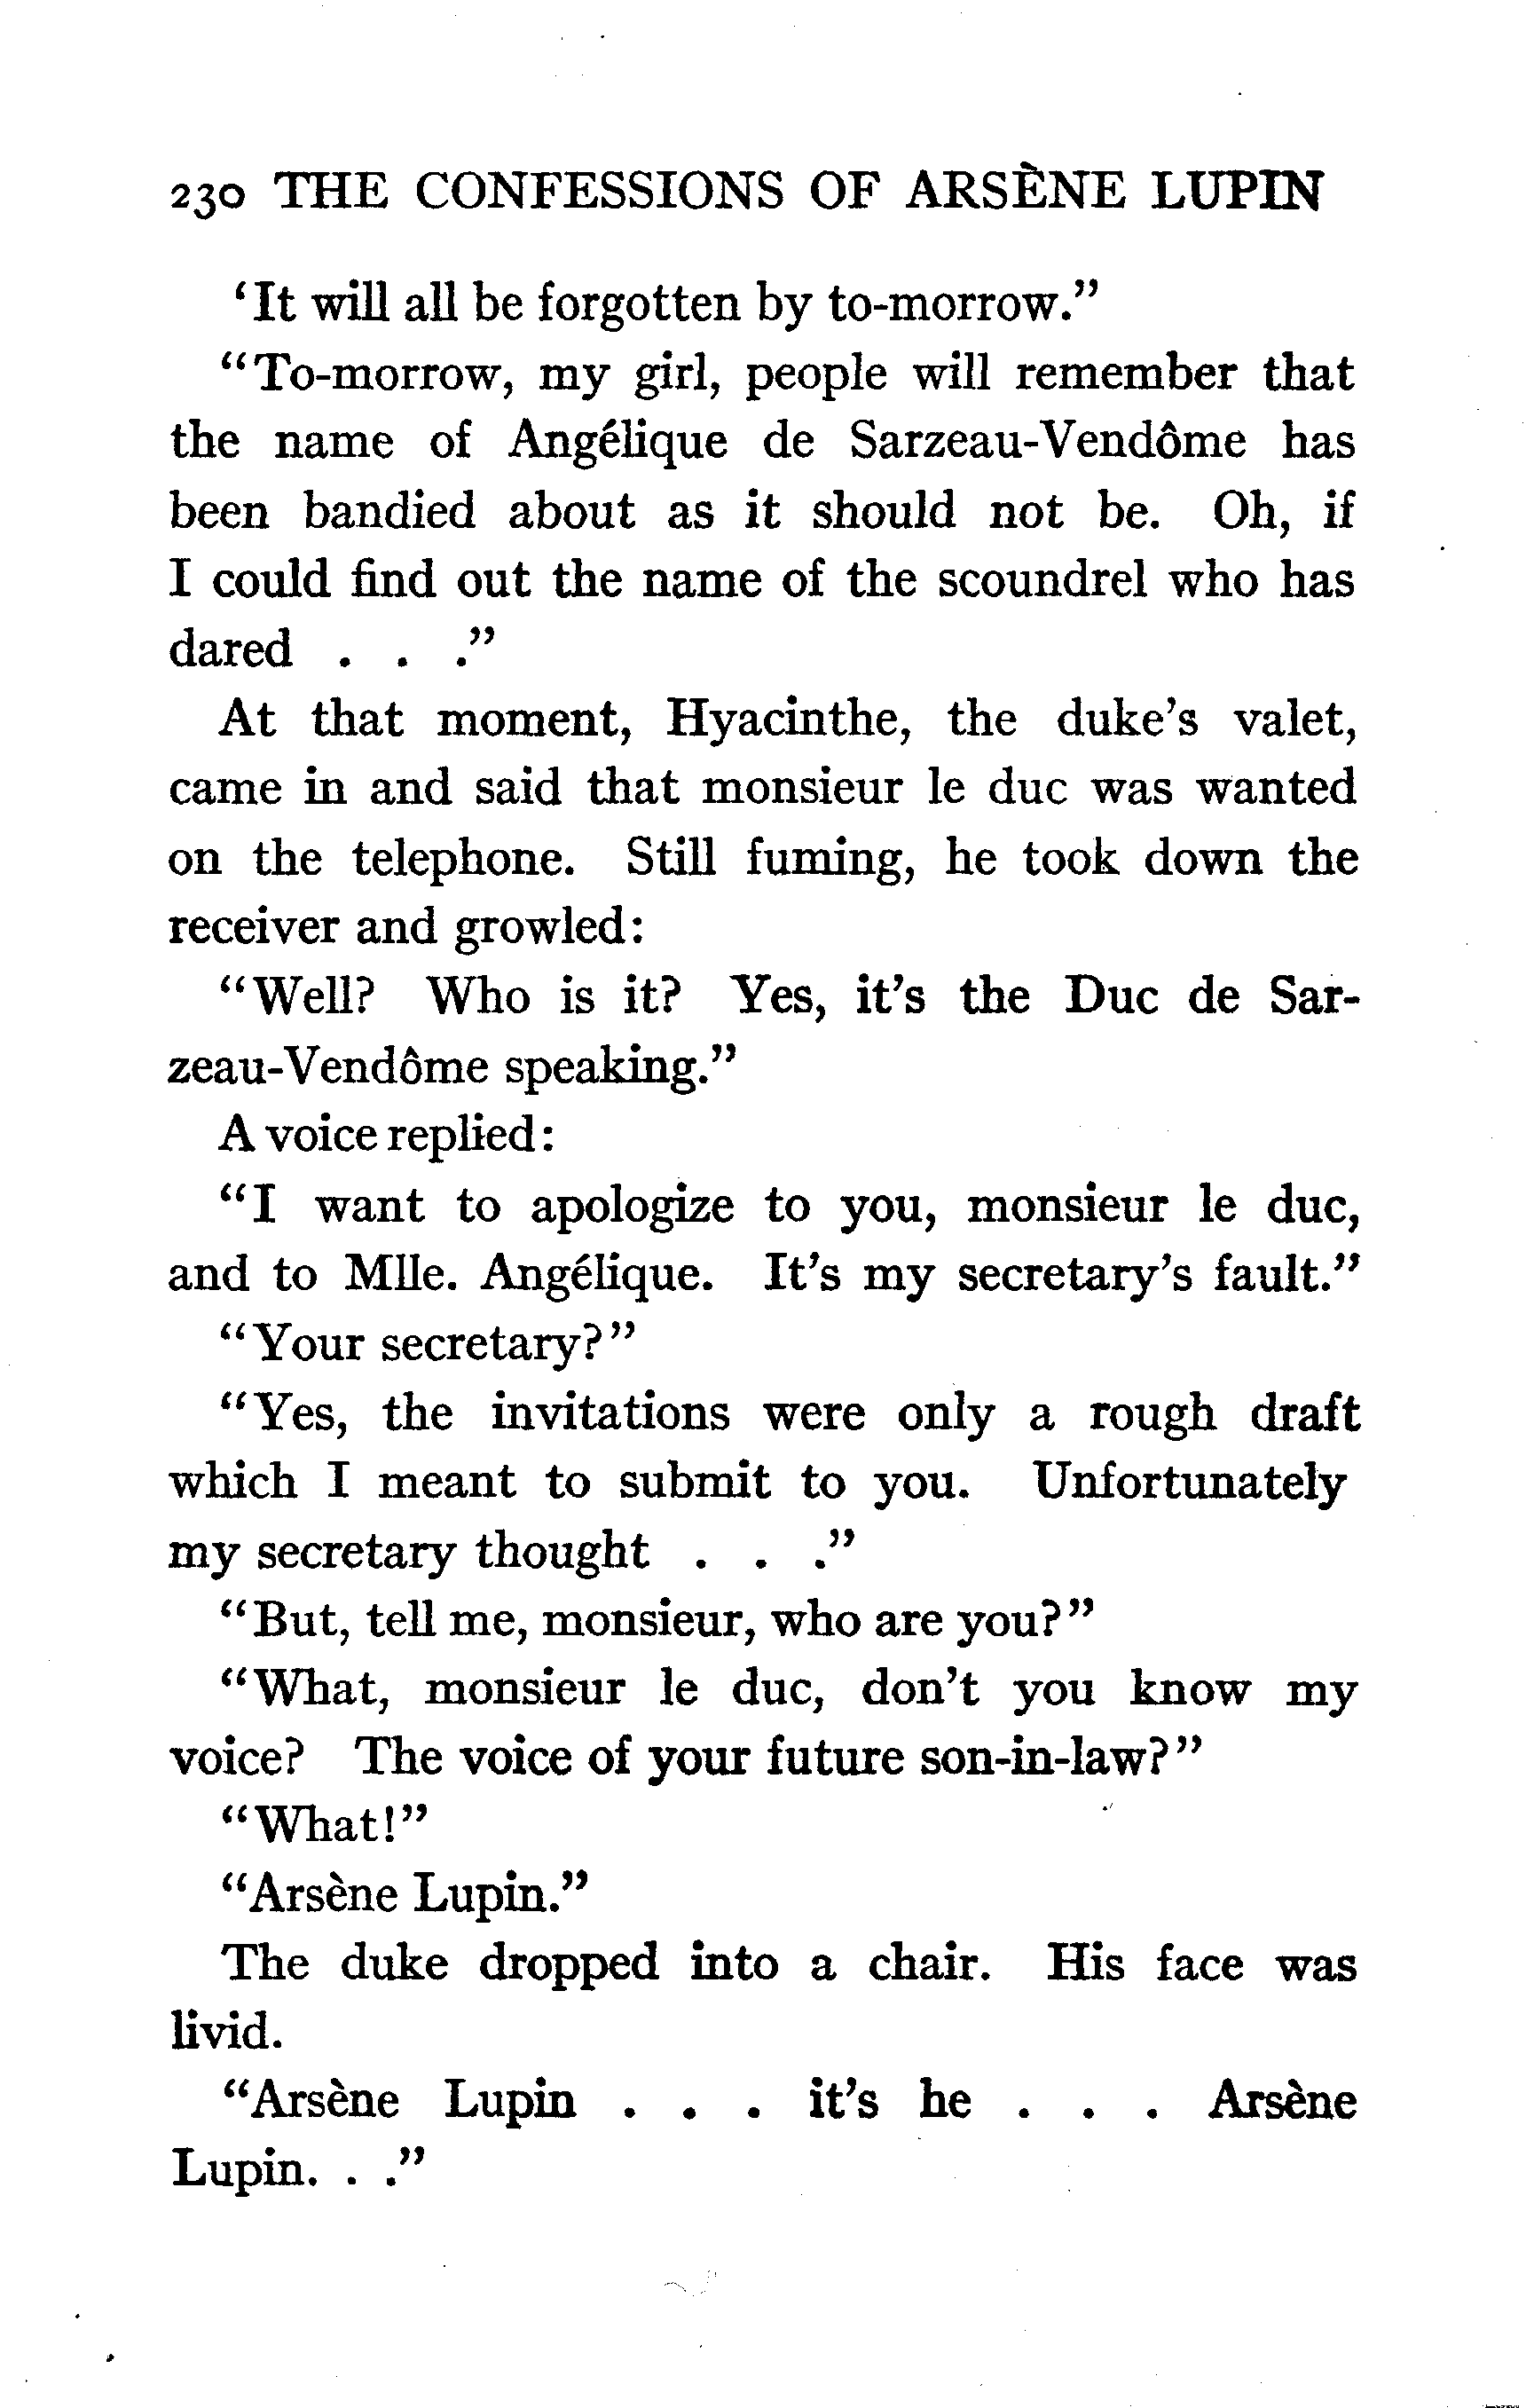 230 THE CONFESSIONS OF ARSÈNE LUPIN
‘It will all be forgotten by to-morrow.”
“To-morrow, my girl, people will remember that
the name of Angélique de Sarzeau-Vendôme has
been bandied about as it should not be. Oh, if
I could find out the name of the scoundrel who has
dared . . .”
At that moment, Hyacinthe, the duke’s valet,
came in and said that monsieur le duc was wanted
on the telephone. Still fuming, he took down the
receiver and growled:
“Well? Who is it? Yes, it’s the Duc de Sar-
zeau-Vendôme speaking.”
A voice replied:
“I want to apologize to you, monsieur le duc,
and to Mlle. Angélique. It’s my secretary’s fault.”
“Your secretary?”
“Yes, the invitations were only a rough draft
which I meant to submit to you. Unfortunately
my secretary thought . . .”
“But, tell me, monsieur, who are you?”
“What, monsieur le duc, don’t you know my
voice? The voice of your future son-in-law?”
“What!”
“Arsène Lupin.”
The duke dropped into a chair. His face was
livid.
“Arsène Lupin . . . it’s he . . . Arsène
Lupin. . .”